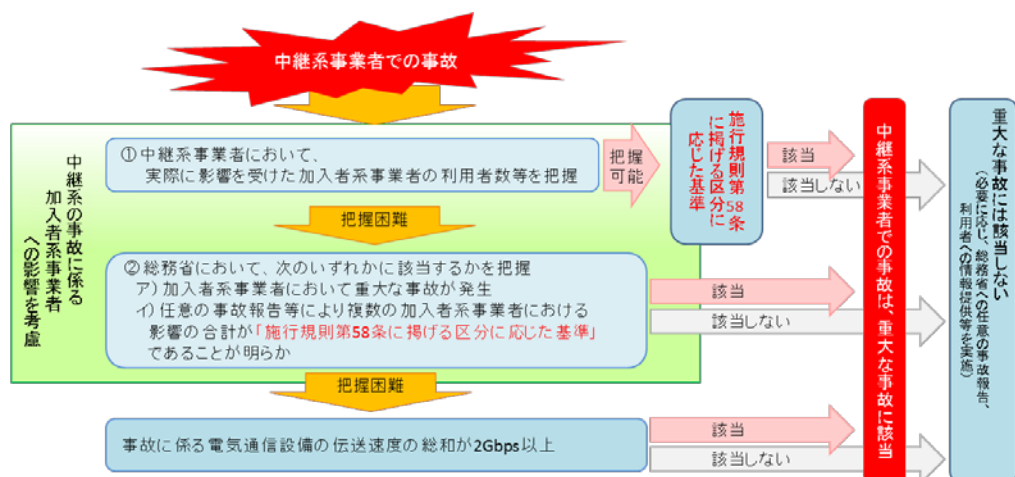 中継系事業者での事故
中継系の事故に係る
加入者系事業者
への影響を考慮
①中継系事業者において、
実際に影響を受けた加入者系事業者の利用者数等を把握
把握
可能
施行規則第58条
に掲げる区分に
応じた基準
該当
該当しない
把握困難
②総務省において、次のいずれかに該当するかを把握
ア)加入者系事業者において重大な事故が発生
イ)任意の事故報告等により複数の加入者系事業者における
影響の合計が「施行規則第58条に掲げる区分に応じた基準」
であることが明らか
該当
該当しない
把握困難
事故に係る電気通信設備の伝送速度の総和が2Gbps以上
該当
該当しない
中継系事業者での事故は、重大な事故に該当
重大な事故には該当しない
(必要に応じ、総務省への任意の事故報告、
利用者への情報提供等を実施)